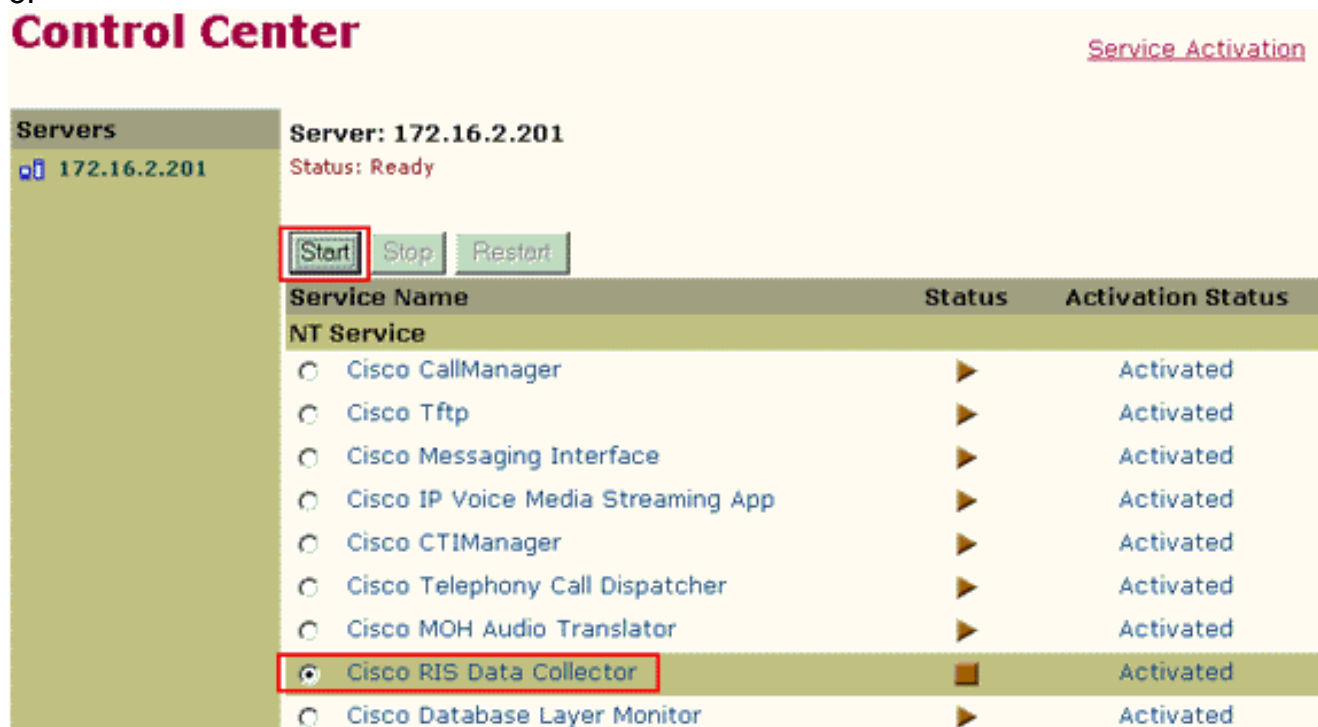 Control Center
Service Activation
Servers
172.16.2.201
Server: 172.16.2.201
Status: Ready
Start Stop Restart
Service Name Status Activation Status
NT Service
Cisco CallManager Activated
Cisco Tftp Activated
Cisco Messaging Interface Activated
Cisco IP Voice Media Streaming App Activated
Cisco CTIManager Activated
Cisco Telephony Call Dispatcher Activated
Cisco MOH Audio Translator Activated
Cisco RIS Data Collector Activated
Cisco Database Layer Monitor Activated